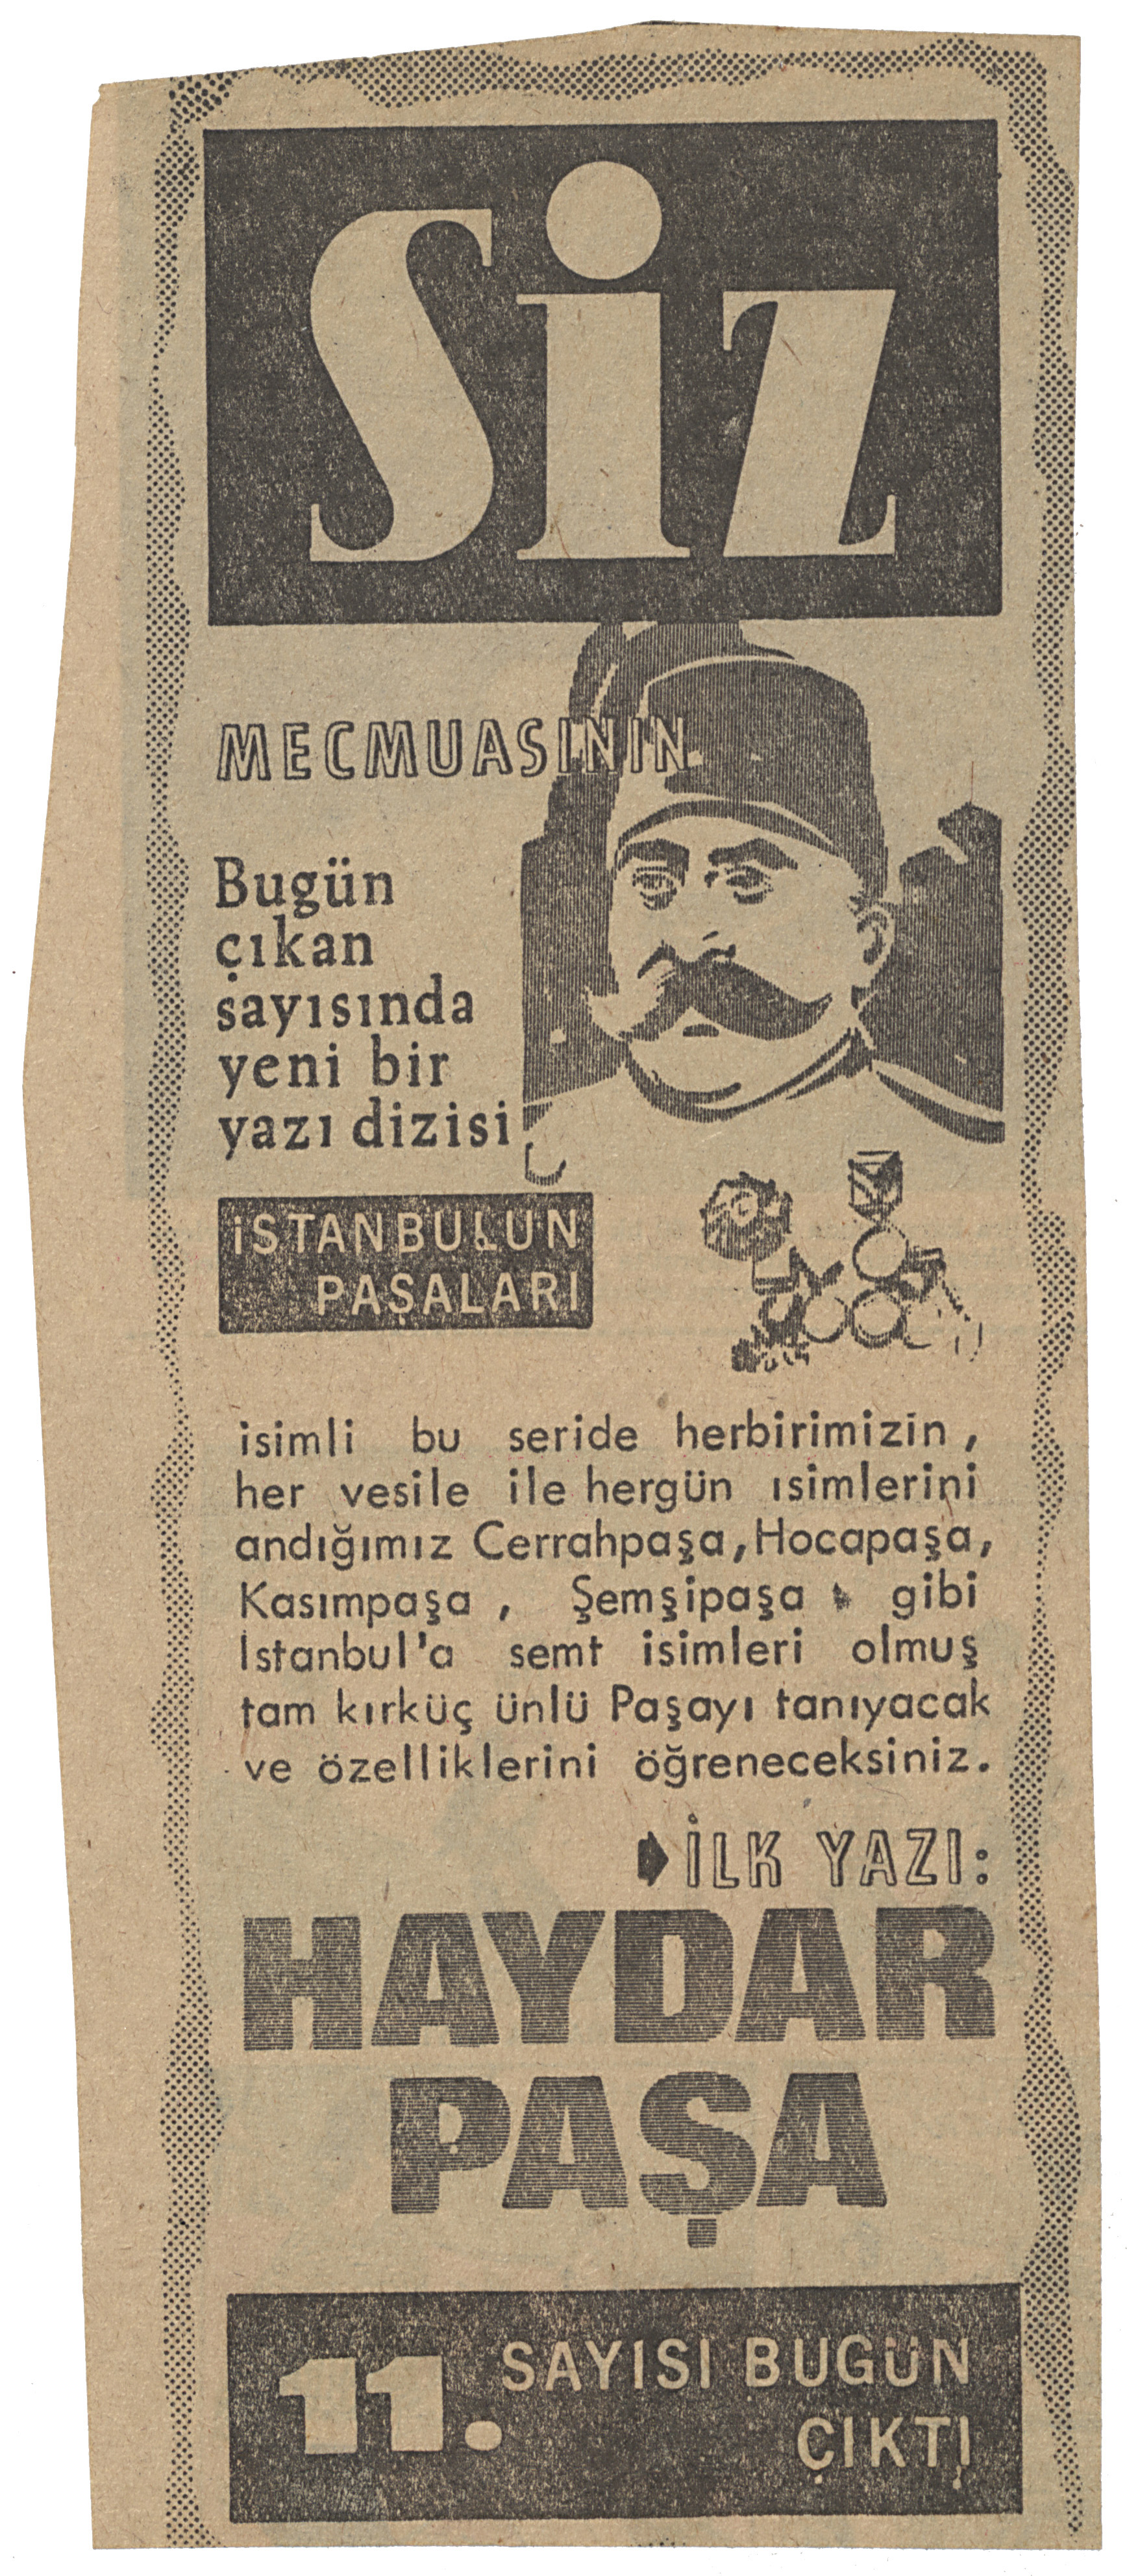 Siz
MECMUASININ
Bugün
çıkan
sayısında
yeni bir
yazı dizisi
İSTANBULUN
PAŞALARI
isimli bu seride herbirimizin,
her vesile ile hergün ısimlerini
andığımız Cerrahpaşa, Hocapaşa,
Kasımpaşa, Şemşipaşa gibi
İstanbul'a semt isimleri olmuş
tam kırküç ünlü Paşayı tanıyacak
ve özelliklerini öğreneceksiniz.
İLK YAZI:
HAYDAR
PAŞA
11. SAYISI BUGÜN
ÇIKTI